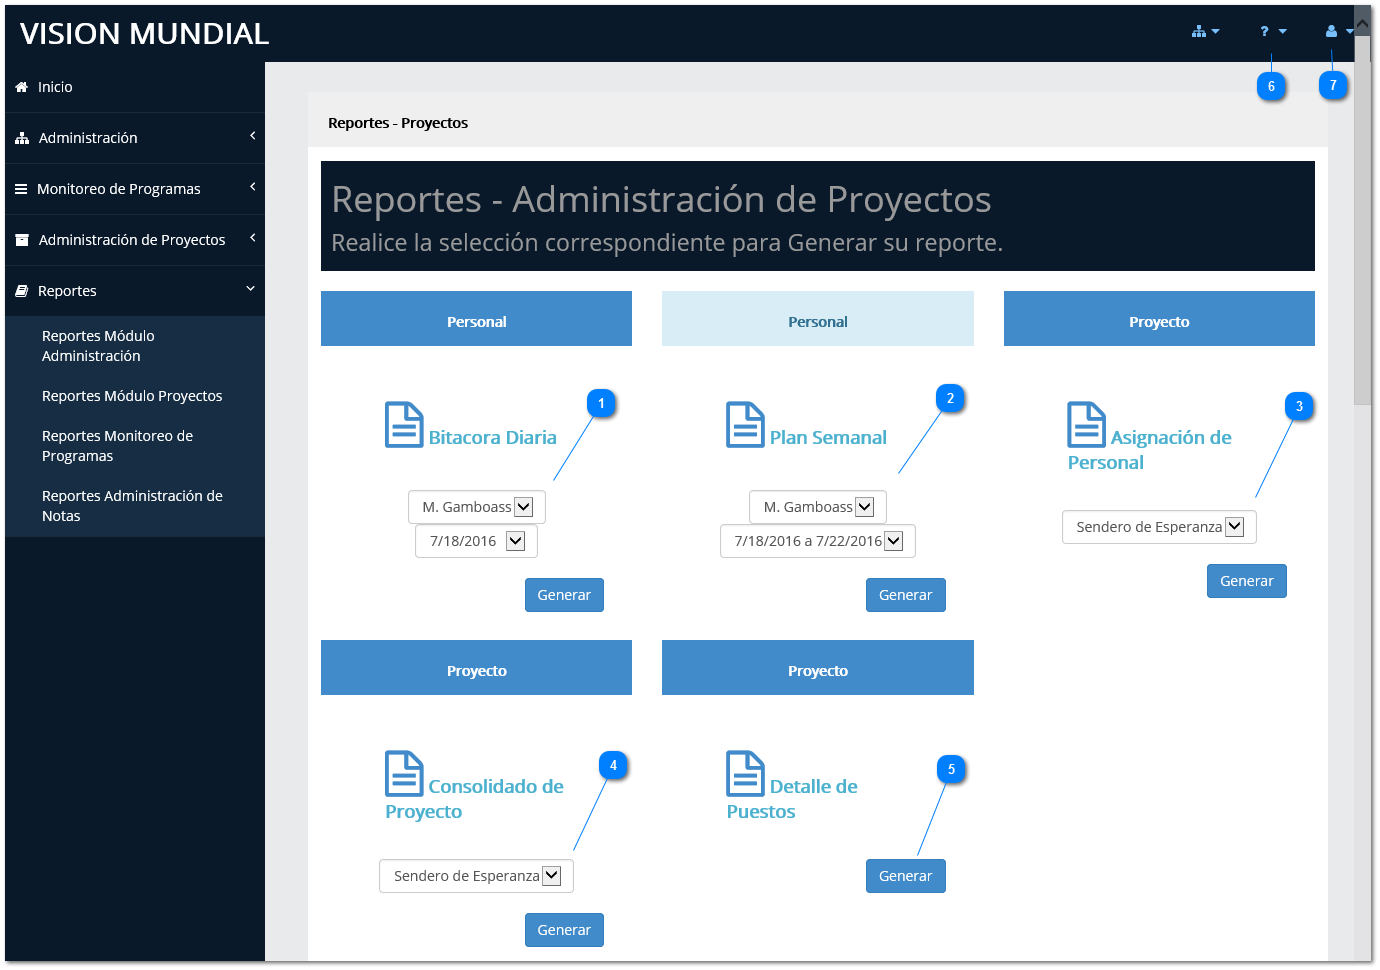 VISION MUNDIAL
?
6
7
Inicio
Administración
Monitoreo de Programas
Administración de Proyectos
Reportes
Reportes Módulo
Administración
Reportes Módulo Proyectos
Reportes Monitoreo de
Programas
Reportes Administración de
Notas
Reportes - Proyectos
Reportes - Administración de Proyectos
Realice la selección correspondiente para Generar su reporte.
Personal
Personal
Proyecto
1
Bitacora Diaria
M. Gamboass
7/18/2016
Generar
2
Plan Semanal
M. Gamboass
7/18/2016 a 7/22/2016
Generar
3
Asignación de
Personal
Sendero de Esperanza
Generar
Proyecto
Proyecto
4
Consolidado de
Proyecto
Sendero de Esperanza
Generar
5
Detalle de
Puestos
Generar